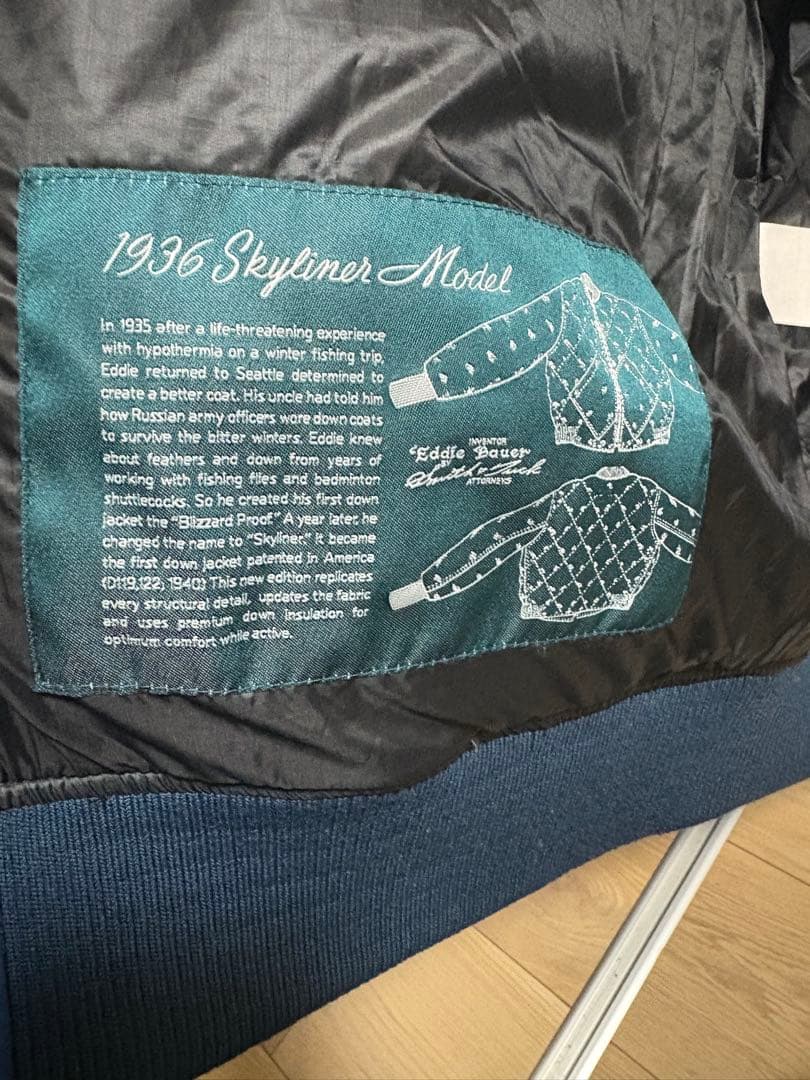 1936 Skyliner Model
In 1935 after a life-threatening experience
with hypothermia on a winter fishing trip,
Eddie returned to Seattle determined to
create a better coat. His uncle had told him
how Russian army officers wore down coats
to survive the bitter winters. Eddie knew
about feathers and down from years of
working with fishing flies and badminton
shuttlecocks. So he created his first down
jacket the "Blizzard Proof." A year later, he
changed the name to "Skyliner." It became
the first down jacket patented in America
(D119,122; 1940) This new edition replicates
every structural detail, updates the fabric
and uses premium down insulation for
optimum comfort while active.
INVENTOR
Eddie Bauer
BY
Smith & Tuck
ATTORNEYS